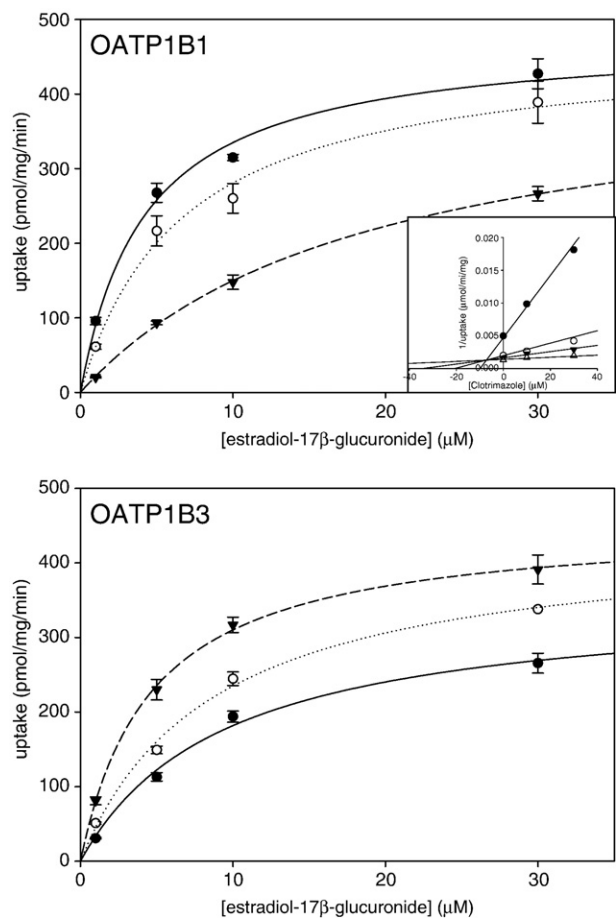 OATP1B1
uptake (pmol/mg/min)
500
400
300
200
100
0
1/uptake (μmol/mi/mg)
0.020
0.015
0.010
0.005
0.000
-40 -20 0 20 40
[Clotrimazole] (μM)
0 10 20 30
[estradiol-17β-glucuronide] (μM)
OATP1B3
uptake (pmol/mg/min)
500
400
300
200
100
0
0 10 20 30
[estradiol-17β-glucuronide] (μM)